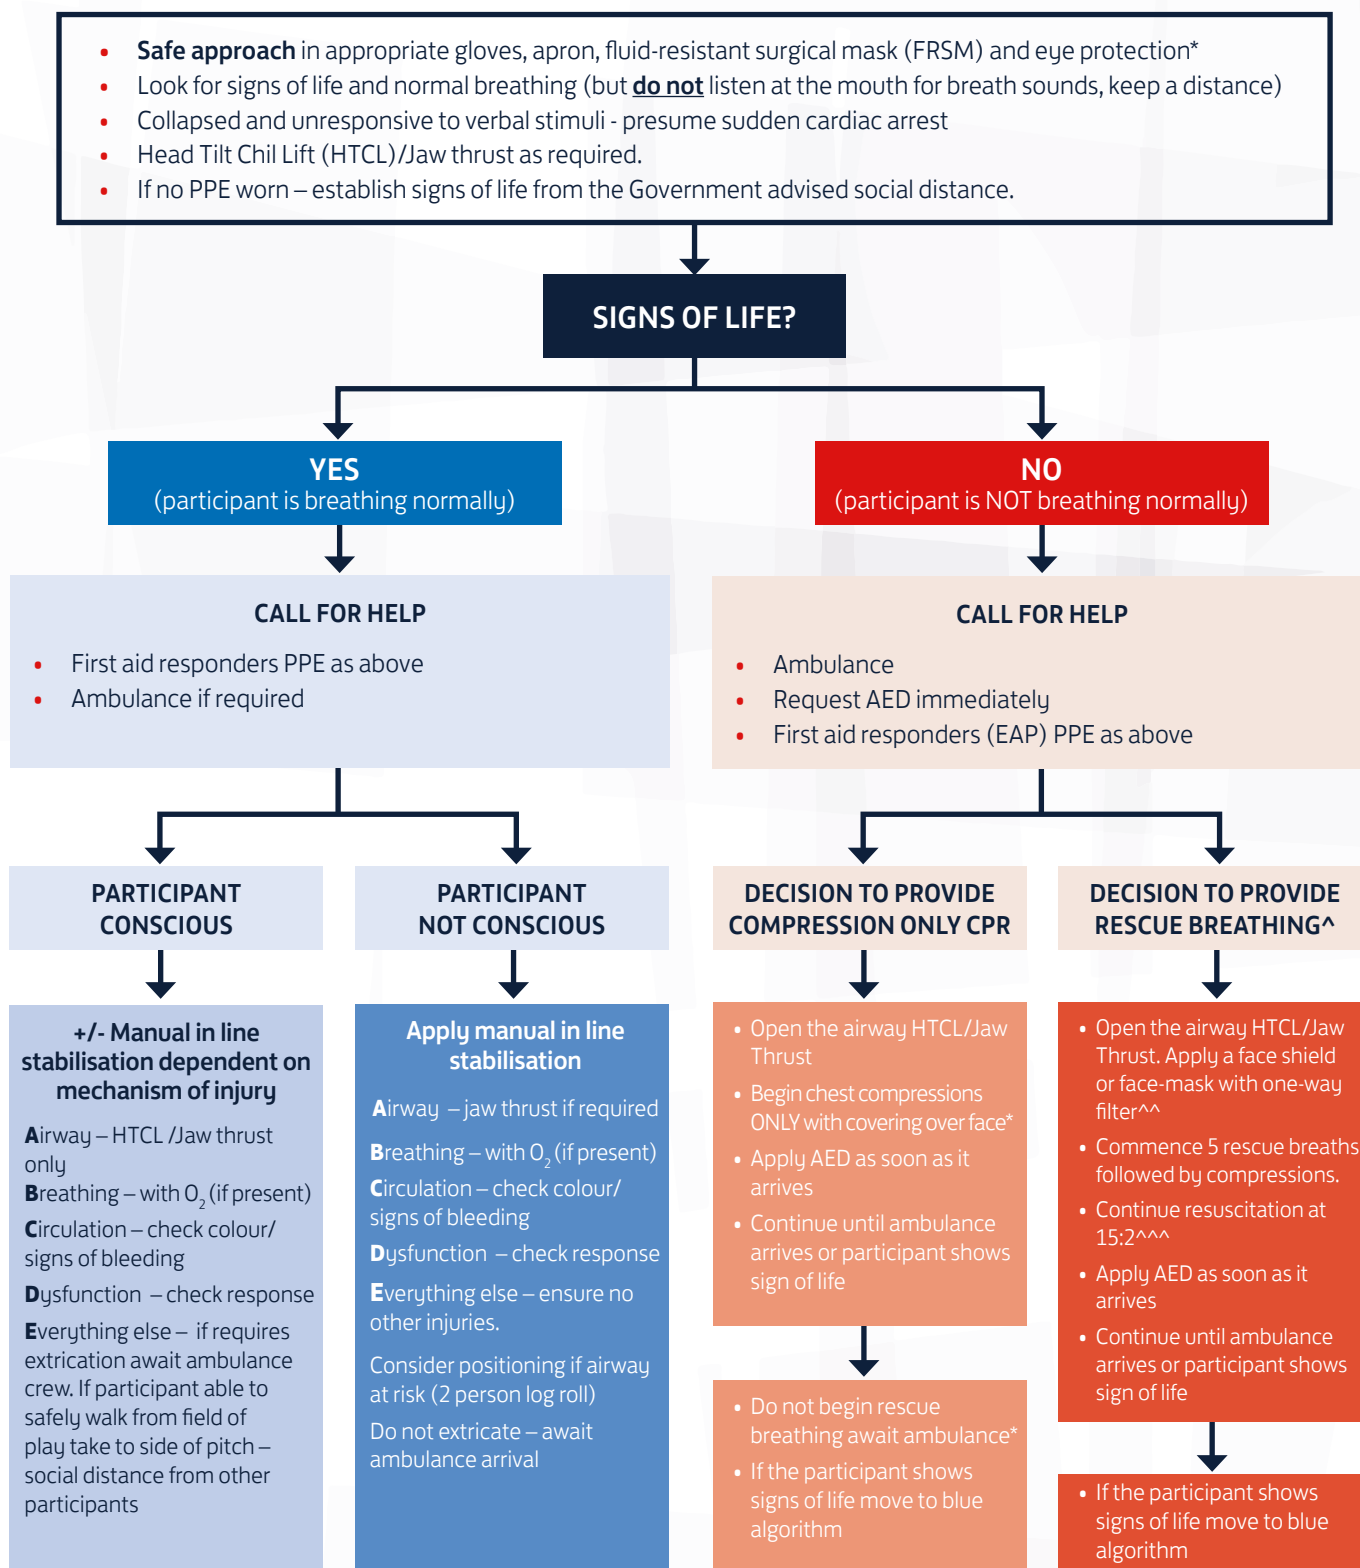 • Safe approach in appropriate gloves, apron, fluid-resistant surgical mask (FRSM) and eye protection*
• Look for signs of life and normal breathing (but do not listen at the mouth for breath sounds, keep a distance)
• Collapsed and unresponsive to verbal stimuli - presume sudden cardiac arrest
• Head Tilt Chil Lift (HTCL)/Jaw thrust as required.
• If no PPE worn – establish signs of life from the Government advised social distance.
SIGNS OF LIFE?
YES
(participant is breathing normally)
NO
(participant is NOT breathing normally)
CALL FOR HELP
• First aid responders PPE as above
• Ambulance if required
CALL FOR HELP
• Ambulance
• Request AED immediately
• First aid responders (EAP) PPE as above
PARTICIPANT
CONSCIOUS
+/- Manual in line
stabilisation dependent on
mechanism of injury
Airway – HTCL /Jaw thrust
only
Breathing – with O₂ (if present)
Circulation – check colour/
signs of bleeding
Dysfunction – check response
Everything else – if requires
extrication await ambulance
crew. If participant able to
safely walk from field of
play take to side of pitch –
social distance from other
participants
PARTICIPANT
NOT CONSCIOUS
Apply manual in line
stabilisation
Airway – jaw thrust if required
Breathing – with O₂ (if present)
Circulation – check colour/
signs of bleeding
Dysfunction – check response
Everything else – ensure no
other injuries.
Consider positioning if airway
at risk (2 person log roll)
Do not extricate – await
ambulance arrival
DECISION TO PROVIDE
COMPRESSION ONLY CPR
• Open the airway HTCL/Jaw
Thrust
• Begin chest compressions
ONLY with covering over face*
• Apply AED as soon as it
arrives
• Continue until ambulance
arrives or participant shows
sign of life
• Do not begin rescue
breathing await ambulance*
• If the participant shows
signs of life move to blue
algorithm
DECISION TO PROVIDE
RESCUE BREATHING^
• Open the airway HTCL/Jaw
Thrust. Apply a face shield
or face-mask with one-way
filter^^
• Commence 5 rescue breaths
followed by compressions.
• Continue resuscitation at
15:2^^^
• Apply AED as soon as it
arrives
• Continue until ambulance
arrives or participant shows
sign of life
• If the participant shows
signs of life move to blue
algorithm